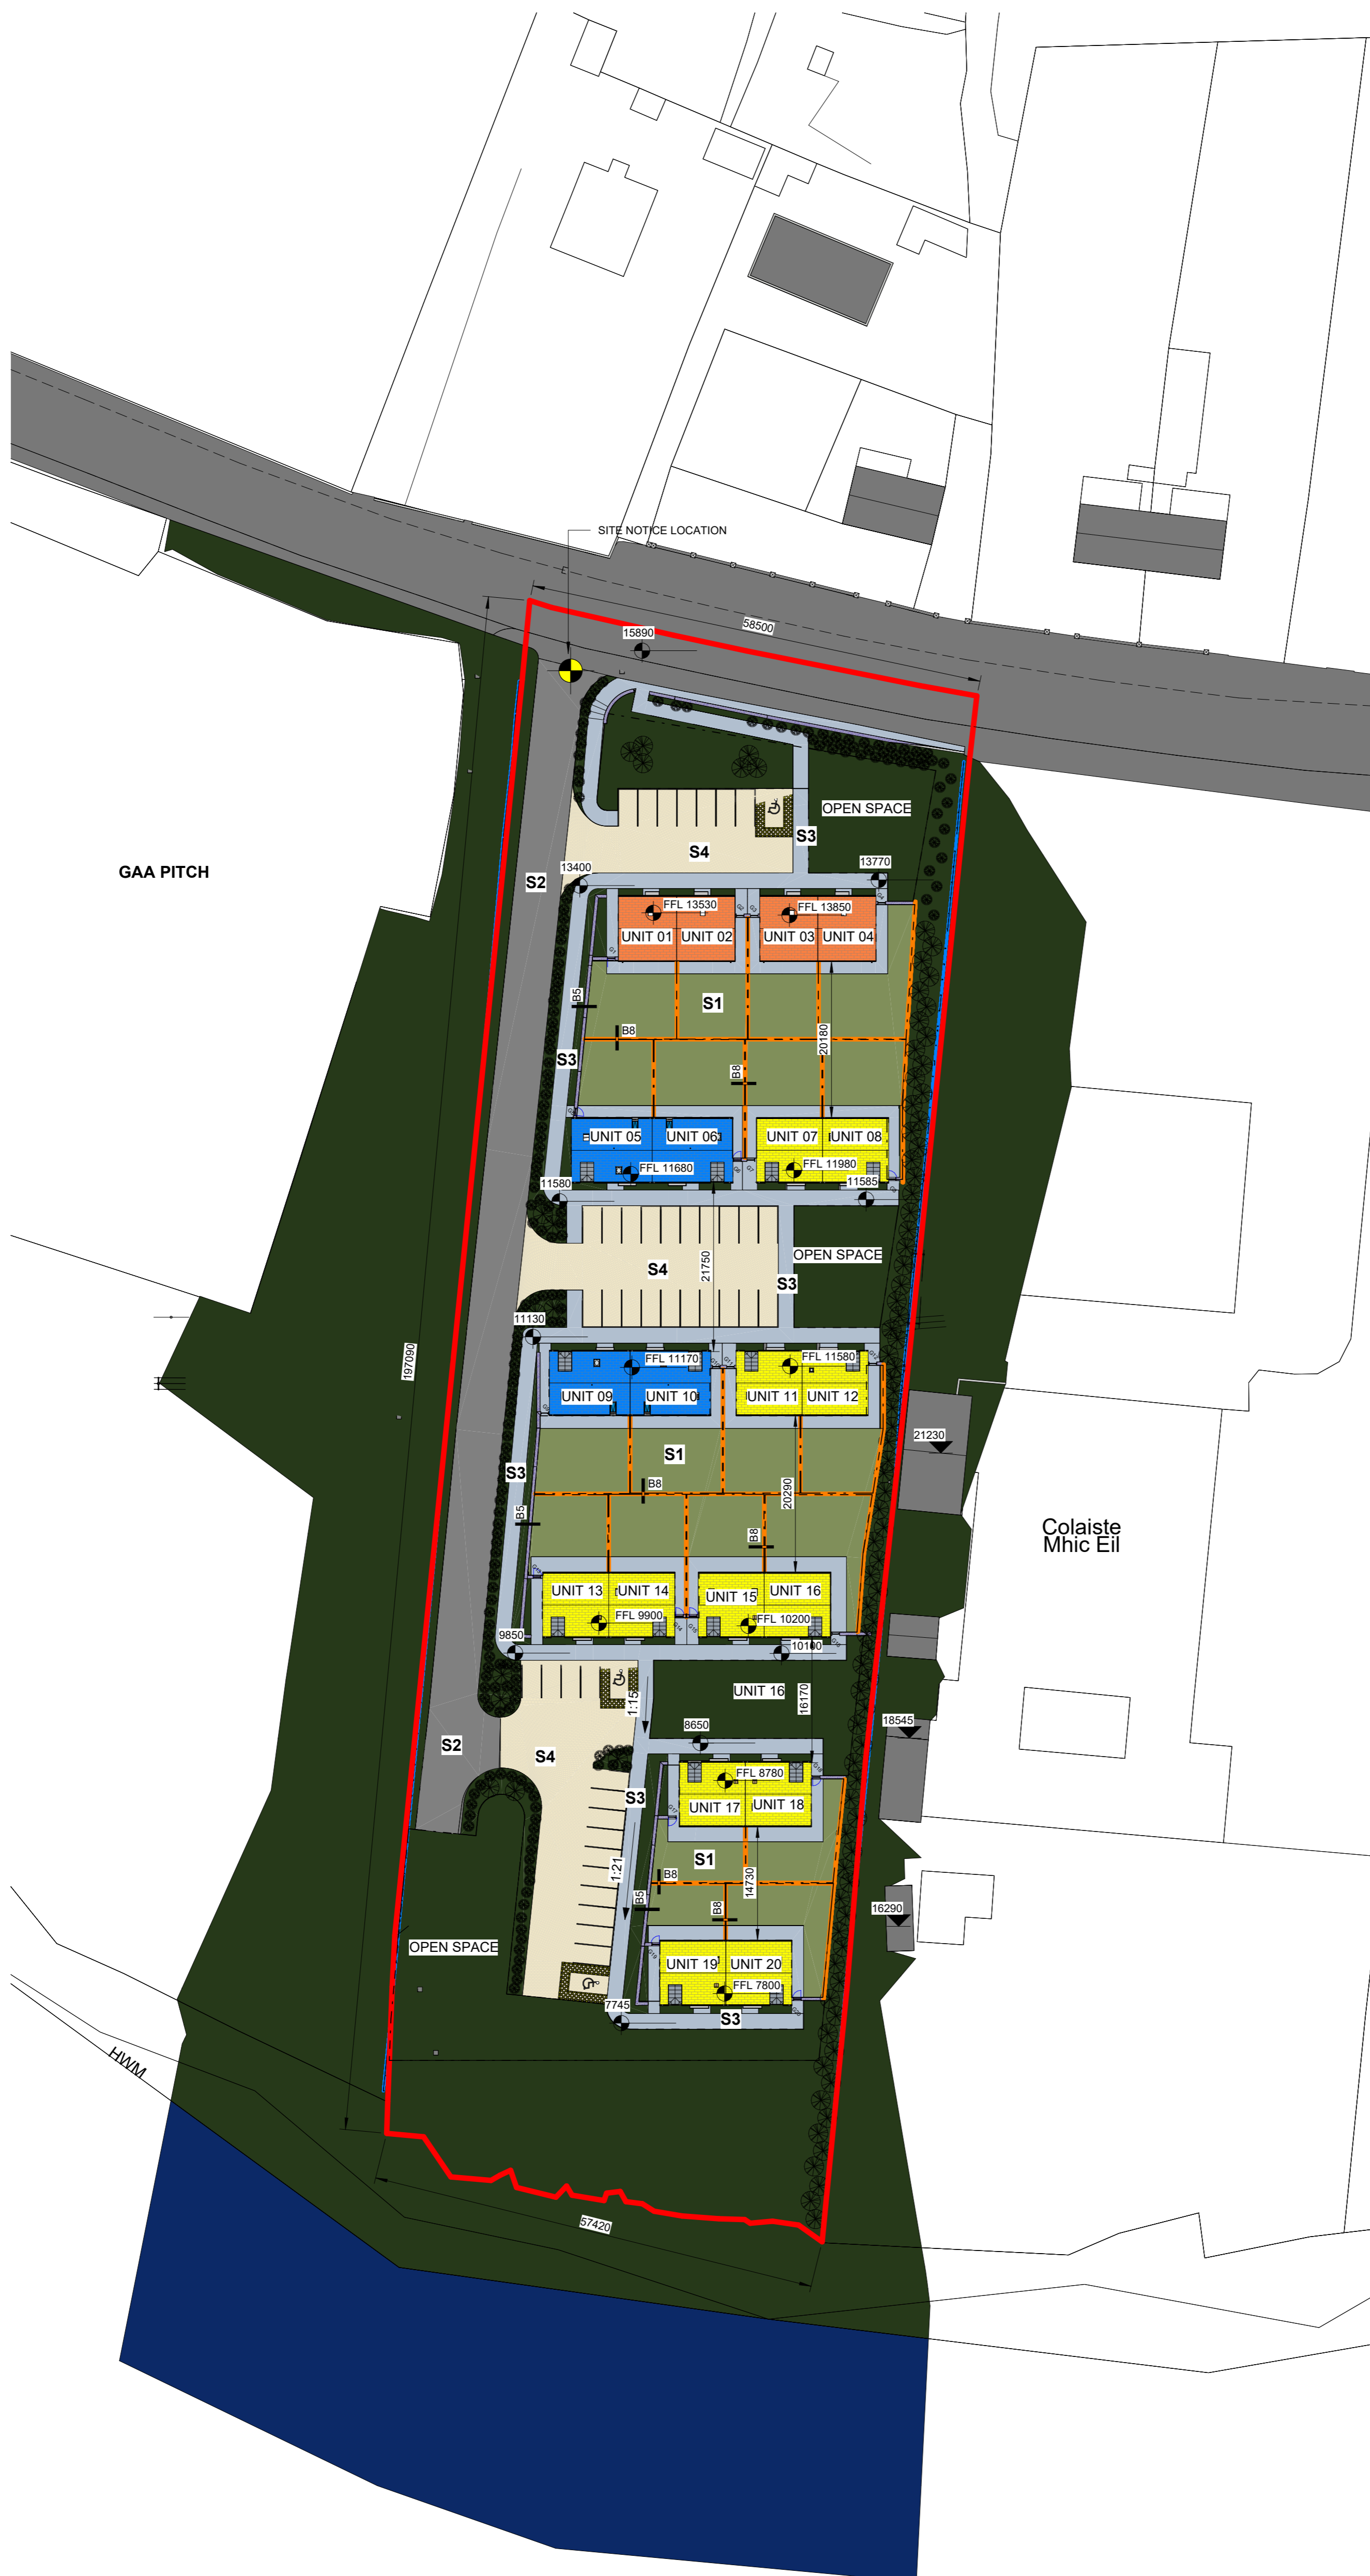 SITE NOTICE LOCATION
58500
15890
OPEN SPACE
S3
S4
GAA PITCH
S2
13400
13770
FFL 13530
FFL 13850
UNIT 01
UNIT 02
UNIT 03
UNIT 04
B5
S1
B8
20180
S3
B8
UNIT 05
UNIT 06
UNIT 07
UNIT 08
FFL 11680
FFL 11980
11580
11585
OPEN SPACE
S4
21750
S3
11130
197090
FFL 11170
FFL 11580
UNIT 09
UNIT 10
UNIT 11
UNIT 12
21230
S1
S3
B8
20290
B5
B8
Colaiste
Mhic Eil
UNIT 13
UNIT 14
UNIT 15
UNIT 16
FFL 9900
FFL 10200
9850
10100
UNIT 16
1:15
16170
8650
18545
S2
S4
FFL 8780
S3
UNIT 17
UNIT 18
S1
1:21
B8
14730
B5
B8
16290
OPEN SPACE
UNIT 19
UNIT 20
FFL 7800
7745
S3
HWM
57420